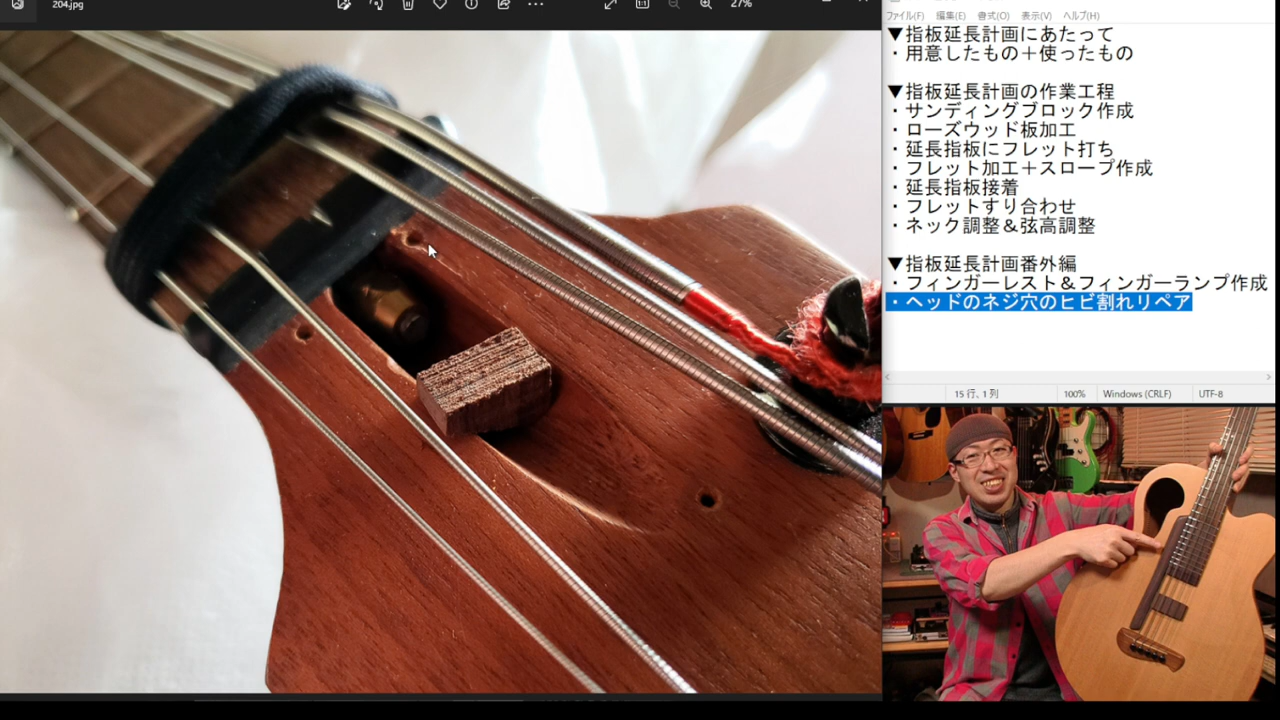 204.jpg
27%
ファイル(F) 編集(E) 書式(O) 表示(V) ヘルプ(H)
▼指板延長計画にあたって
・用意したもの＋使ったもの
▼指板延長計画の作業工程
・サンディングブロック作成
・ローズウッド板加工
・延長指板にフレット打ち
・フレット加工＋スロープ作成
・延長指板接着
・フレットすり合わせ
・ネック調整＆弦高調整
▼指板延長計画番外編
・フィンガーレスト＆フィンガーランプ作成
・ヘッドのネジ穴のヒビ割れリペア
15 行、1 列 100% Windows (CRLF) UTF-8